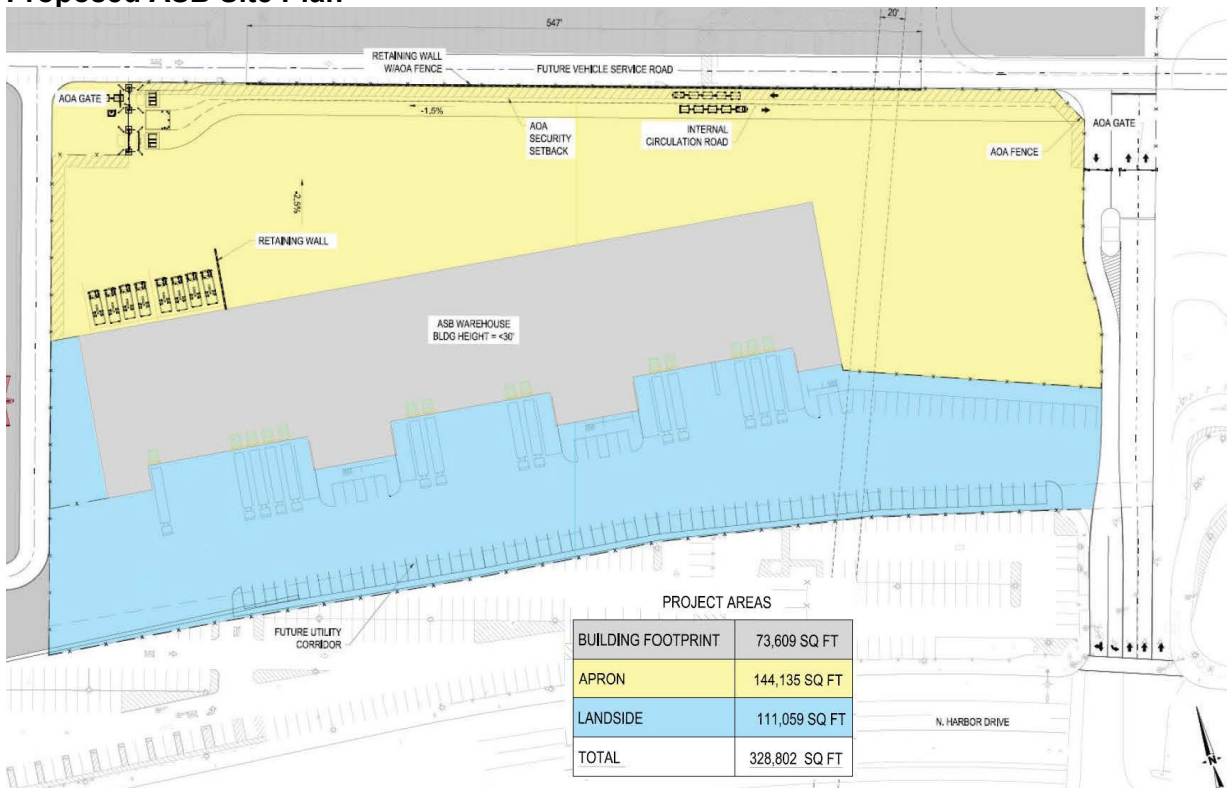 Proposed ASB Site Plan
547'
20'
RETAINING WALL
W/AOA FENCE
FUTURE VEHICLE SERVICE ROAD
AOA GATE
-1.5%
AOA
SECURITY
SETBACK
INTERNAL
CIRCULATION ROAD
AOA FENCE
AOA GATE
-2.5%
RETAINING WALL
ASB WAREHOUSE
BLDG HEIGHT = <30'
FUTURE UTILITY
CORRIDOR
PROJECT AREAS
BUILDING FOOTPRINT 73,609 SQ FT
APRON 144,135 SQ FT
LANDSIDE 111,059 SQ FT
TOTAL 328,802 SQ FT
N. HARBOR DRIVE
N